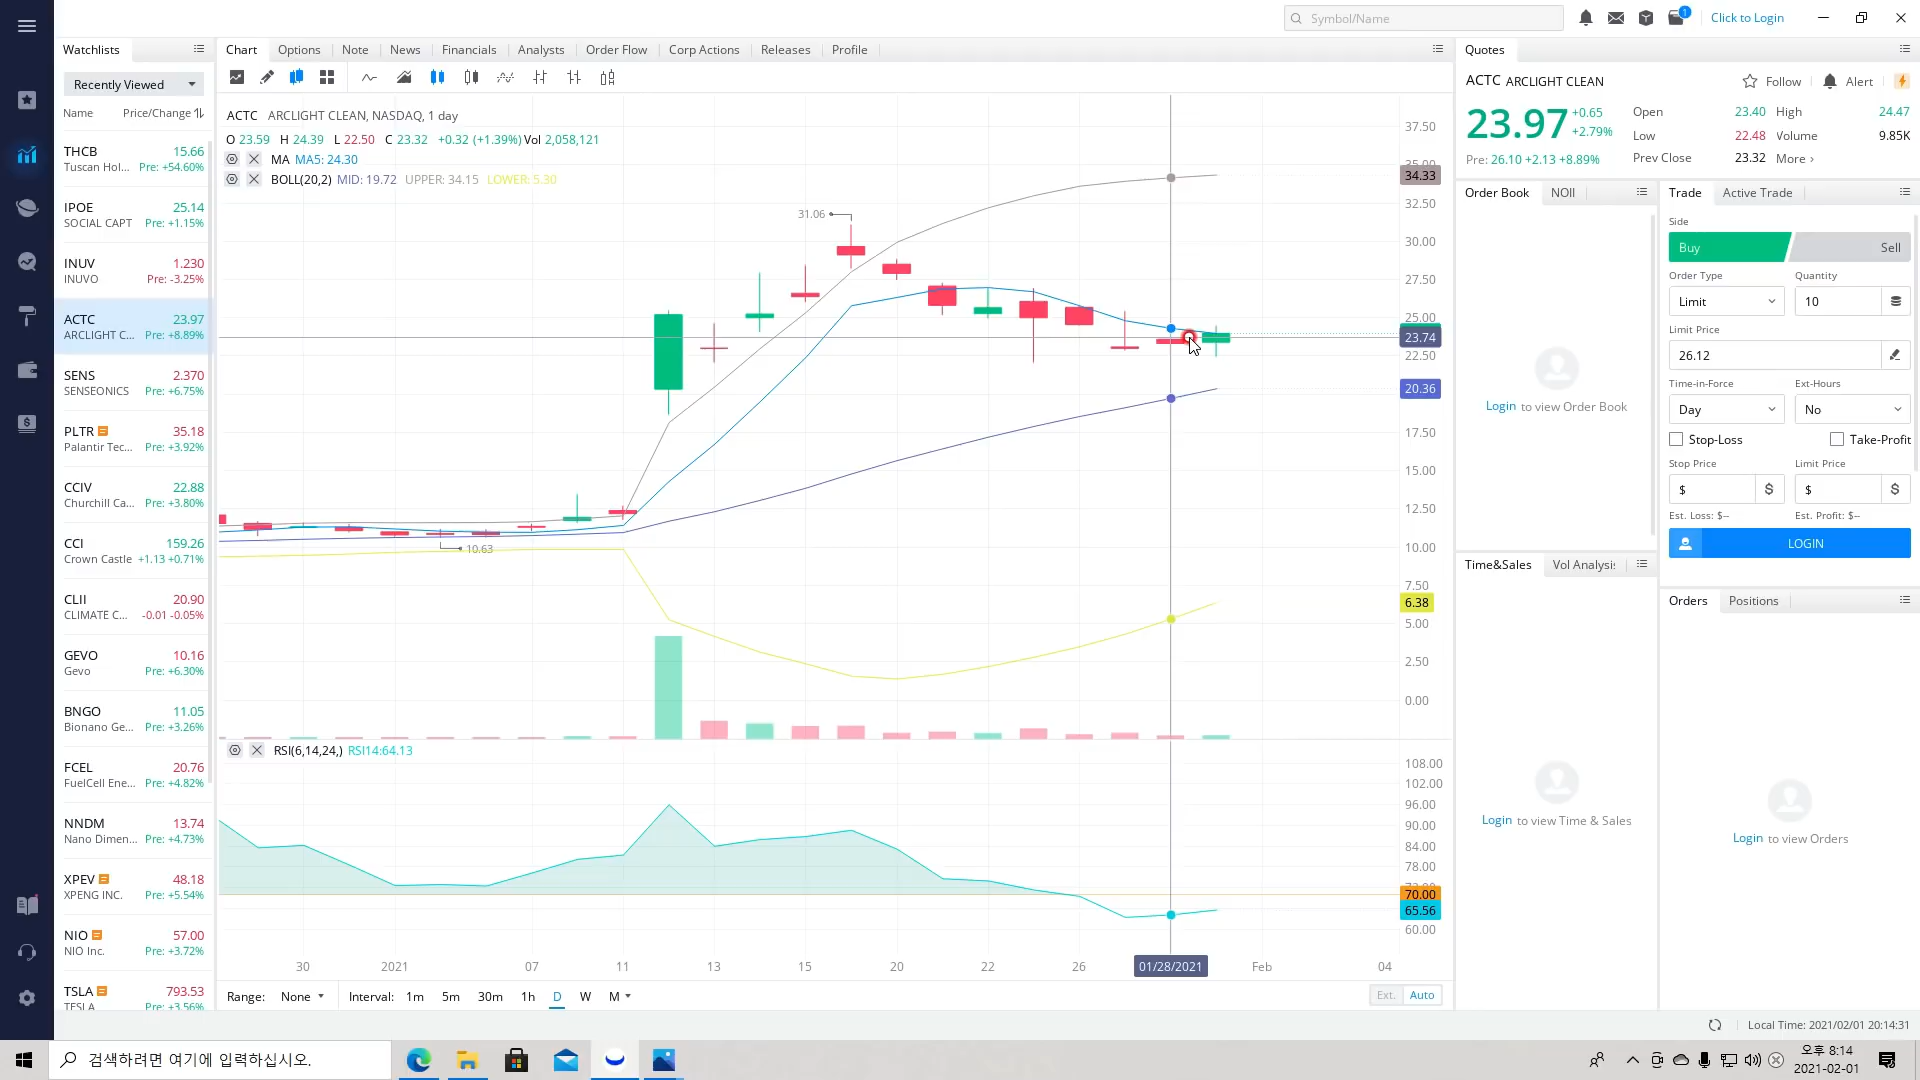 Symbol/Name
1
Click to Login
Watchlists
Chart
Options
Note
News
Financials
Analysts
Order Flow
Corp Actions
Releases
Profile
Quotes
Recently Viewed
Name
Price/Change
THCB 15.66
Tuscan Hol... Pre: +54.60%
IPOE 25.14
SOCIAL CAPT Pre: +1.15%
INUV 1.230
INUVO Pre: -3.25%
ACTC 23.97
ARCLIGHT C... Pre: +8.89%
SENS 2.370
SENSEONICS Pre: +6.75%
PLTR 35.18
Palantir Tec... Pre: +3.92%
CCIV 22.88
Churchill Ca... Pre: +3.80%
CCI 159.26
Crown Castle +1.13 +0.71%
CLII 20.90
CLIMATE C... -0.01 -0.05%
GEVO 10.16
Gevo Pre: +6.30%
BNGO 11.05
Bionano Ge... Pre: +3.26%
FCEL 20.76
FuelCell Ene... Pre: +4.82%
NNDM 13.74
Nano Dimen... Pre: +4.73%
XPEV 48.18
XPENG INC. Pre: +5.54%
NIO 57.00
NIO Inc. Pre: +3.72%
TSLA 793.53
TESLA Pre: +3.56%
ACTC ARCLIGHT CLEAN, NASDAQ, 1 day
O 23.59 H 24.39 L 22.50 C 23.32 +0.32 (+1.39%) Vol 2,058,121
MA MA5: 24.30
BOLL(20,2) MID: 19.72 UPPER: 34.15 LOWER: 5.30
31.06
10.63
37.50
35.00
34.33
32.50
30.00
27.50
25.00
23.74
22.50
20.36
17.50
15.00
12.50
10.00
7.50
6.38
5.00
2.50
0.00
RSI(6,14,24,) RSI14:64.13
108.00
102.00
96.00
90.00
84.00
78.00
70.00
65.56
60.00
30 2021 07 11 13 15 20 22 26 01/28/2021 Feb 04
Range: None Interval: 1m 5m 30m 1h D W M
Ext. Auto
ACTC ARCLIGHT CLEAN
Follow Alert
23.97 +0.65
+2.79%
Pre: 26.10 +2.13 +8.89%
Open 23.40 High 24.47
Low 22.48 Volume 9.85K
Prev Close 23.32 More ›
Order Book NOII
Login to view Order Book
Time&Sales Vol Analysis
Login to view Time & Sales
Trade Active Trade
Side
Buy Sell
Order Type Quantity
Limit 10
Limit Price
26.12
Time-in-Force Ext-Hours
Day No
Stop-Loss Take-Profit
Stop Price Limit Price
$ $ $ $
Est. Loss: $-- Est. Profit: $--
LOGIN
Orders Positions
Login to view Orders
Local Time: 2021/02/01 20:14:31
검색하려면 여기에 입력하십시오.
오후 8:14
2021-02-01